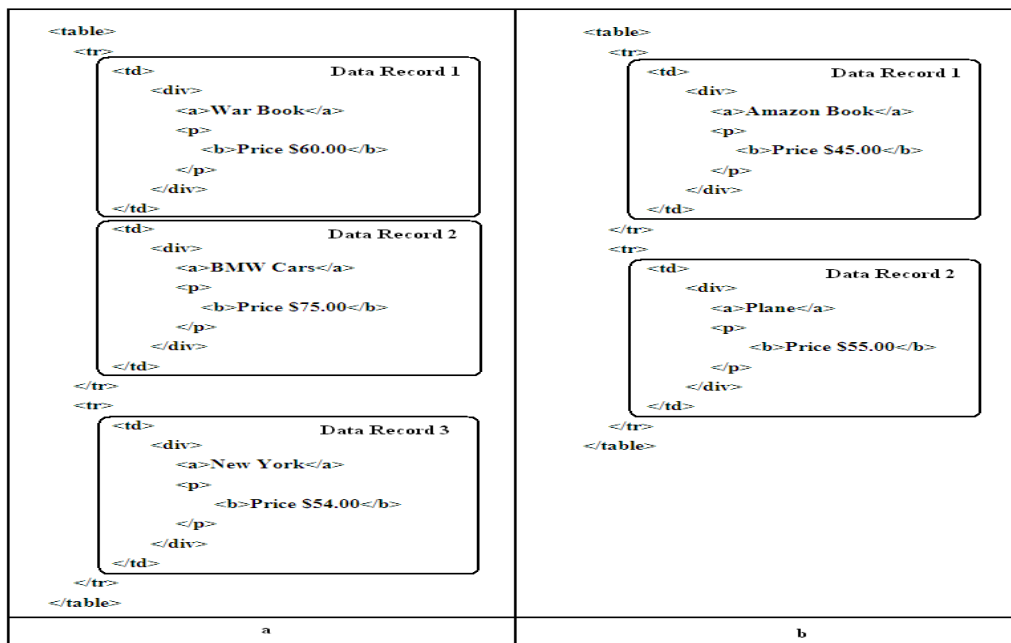 <table>
<tr>
<td> Data Record 1
<div>
<a>War Book</a>
<p>
<b>Price $60.00</b>
</p>
</div>
</td>
<td> Data Record 2
<div>
<a>BMW Cars</a>
<p>
<b>Price $75.00</b>
</p>
</div>
</td>
</tr>
<tr>
<td> Data Record 3
<div>
<a>New York</a>
<p>
<b>Price $54.00</b>
</p>
</div>
</td>
</tr>
</table>
a
<table>
<tr>
<td> Data Record 1
<div>
<a>Amazon Book</a>
<p>
<b>Price $45.00</b>
</p>
</div>
</td>
</tr>
<tr>
<td> Data Record 2
<div>
<a>Plane</a>
<p>
<b>Price $55.00</b>
</p>
</div>
</td>
</tr>
</table>
b